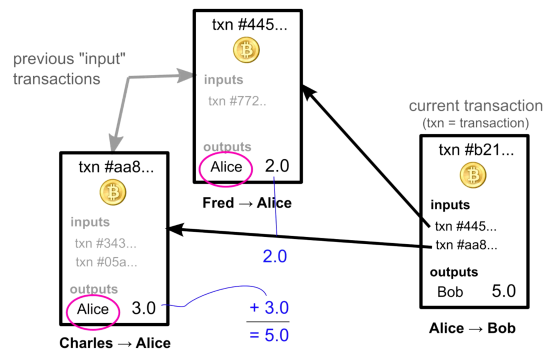 previous "input"
transactions
txn #445...
inputs
txn #772..
outputs
Alice 2.0
Fred → Alice
txn #aa8...
inputs
txn #343...
txn #05a...
outputs
Alice 3.0
Charles → Alice
2.0
+ 3.0
= 5.0
current transaction
(txn = transaction)
txn #b21...
inputs
txn #445...
txn #aa8...
outputs
Bob 5.0
Alice → Bob